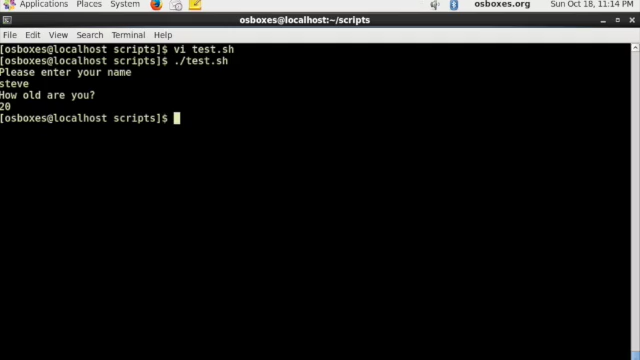 Applications Places System osboxes.org Sun Oct 18, 11:14 PM
osboxes@localhost:~/scripts
File Edit View Search Terminal Help
[osboxes@localhost scripts]$ vi test.sh
[osboxes@localhost scripts]$ ./test.sh
Please enter your name
steve
How old are you?
20
[osboxes@localhost scripts]$